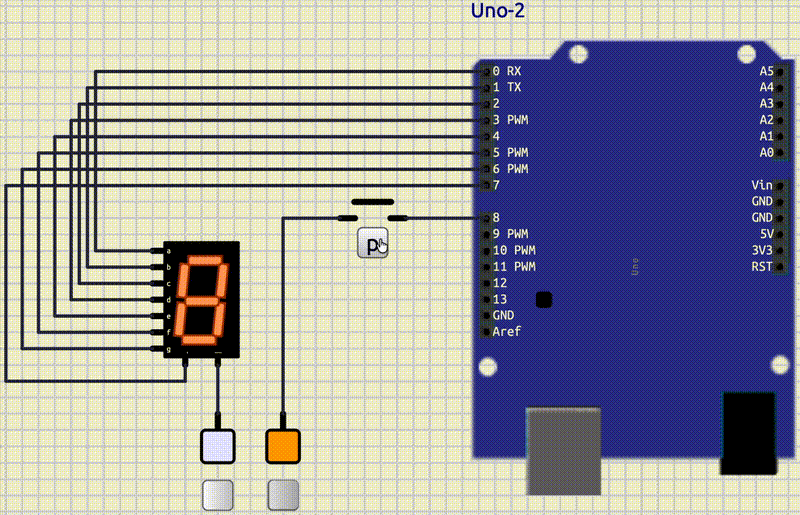 Uno-2
0 RX
1 TX
2
3 PWM
4
5 PWM
6 PWM
7
8
9 PWM
10 PWM
11 PWM
12
13
GND
Aref
A5
A4
A3
A2
A1
A0
Vin
GND
GND
5V
3V3
RST
Uno
a
b
c
d
e
f
g
p